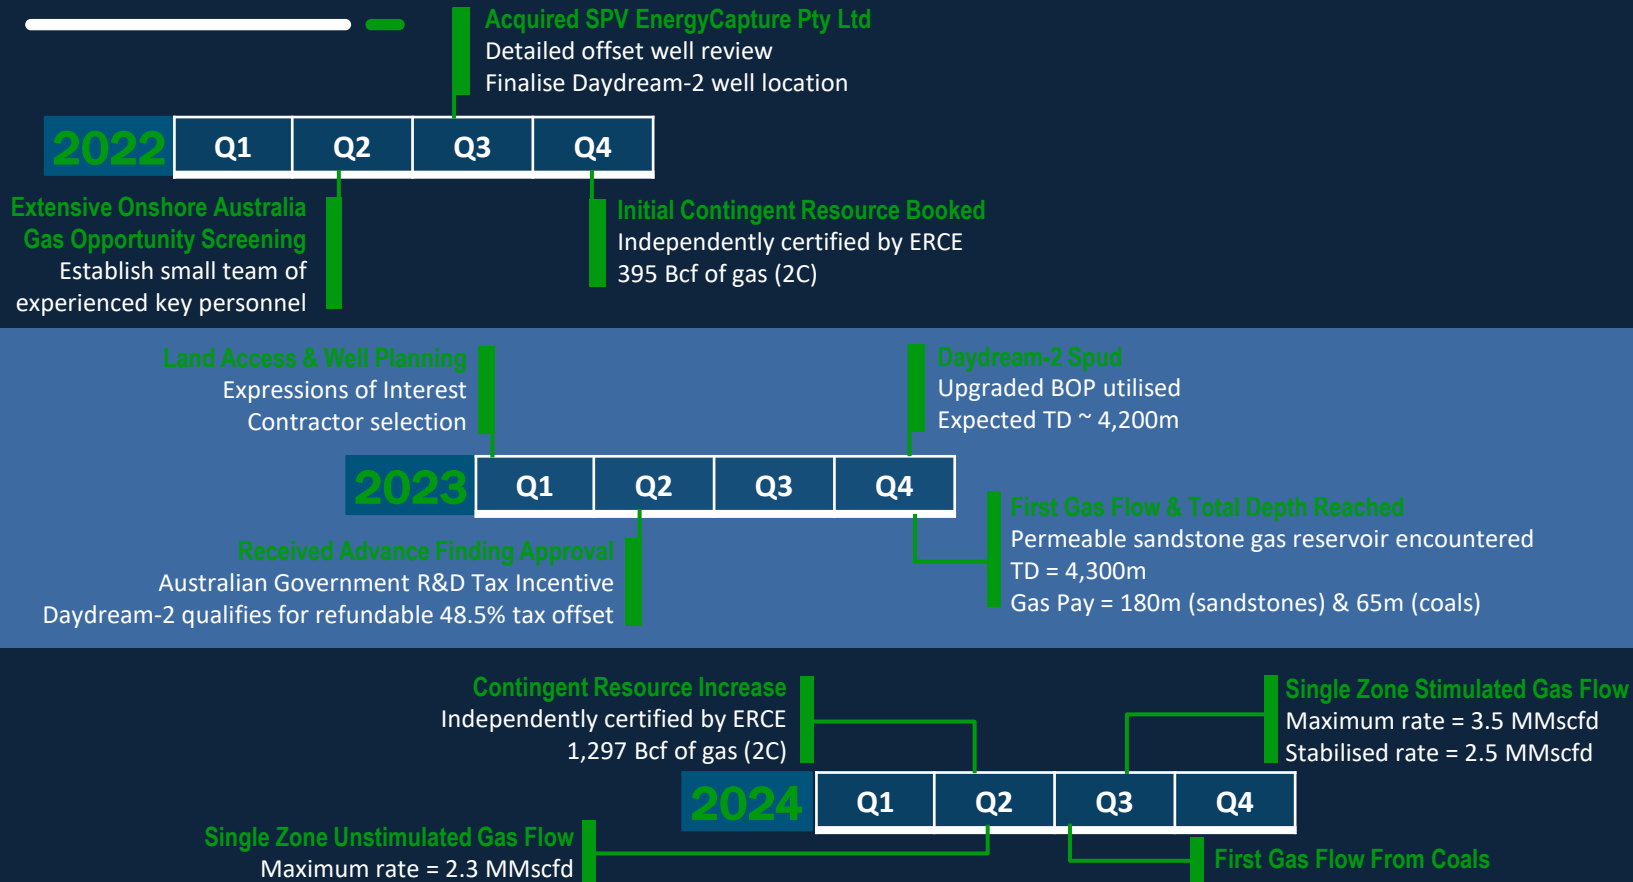 Acquired SPV EnergyCapture Pty Ltd
Detailed offset well review
Finalise Daydream-2 well location
2022 Q1 Q2 Q3 Q4
Extensive Onshore Australia
Gas Opportunity Screening
Establish small team of
experienced key personnel
Initial Contingent Resource Booked
Independently certified by ERCE
395 Bcf of gas (2C)
Land Access & Well Planning
Expressions of Interest
Contractor selection
Daydream-2 Spud
Upgraded BOP utilised
Expected TD ~ 4,200m
2023 Q1 Q2 Q3 Q4
Received Advance Finding Approval
Australian Government R&D Tax Incentive
Daydream-2 qualifies for refundable 48.5% tax offset
First Gas Flow & Total Depth Reached
Permeable sandstone gas reservoir encountered
TD = 4,300m
Gas Pay = 180m (sandstones) & 65m (coals)
Contingent Resource Increase
Independently certified by ERCE
1,297 Bcf of gas (2C)
Single Zone Stimulated Gas Flow
Maximum rate = 3.5 MMscfd
Stabilised rate = 2.5 MMscfd
2024 Q1 Q2 Q3 Q4
Single Zone Unstimulated Gas Flow
Maximum rate = 2.3 MMscfd
First Gas Flow From Coals